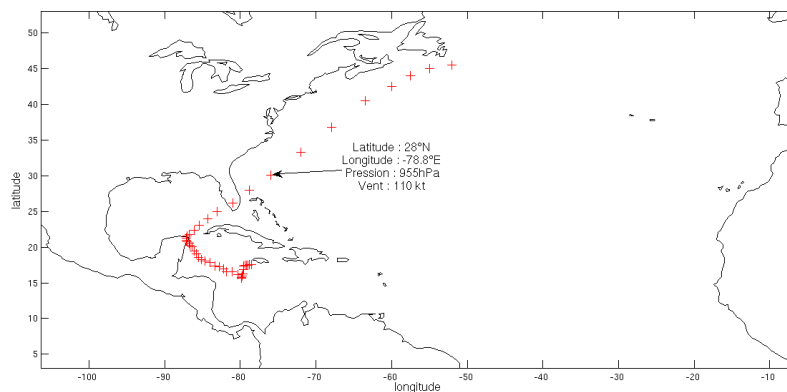 50
45
40
35
30
25
20
15
10
5
latitude
Latitude : 28°N
Longitude : -78.8°E
Pression : 955hPa
Vent : 110 kt
-100 -90 -80 -70 -60 -50 -40 -30 -20 -10
longitude